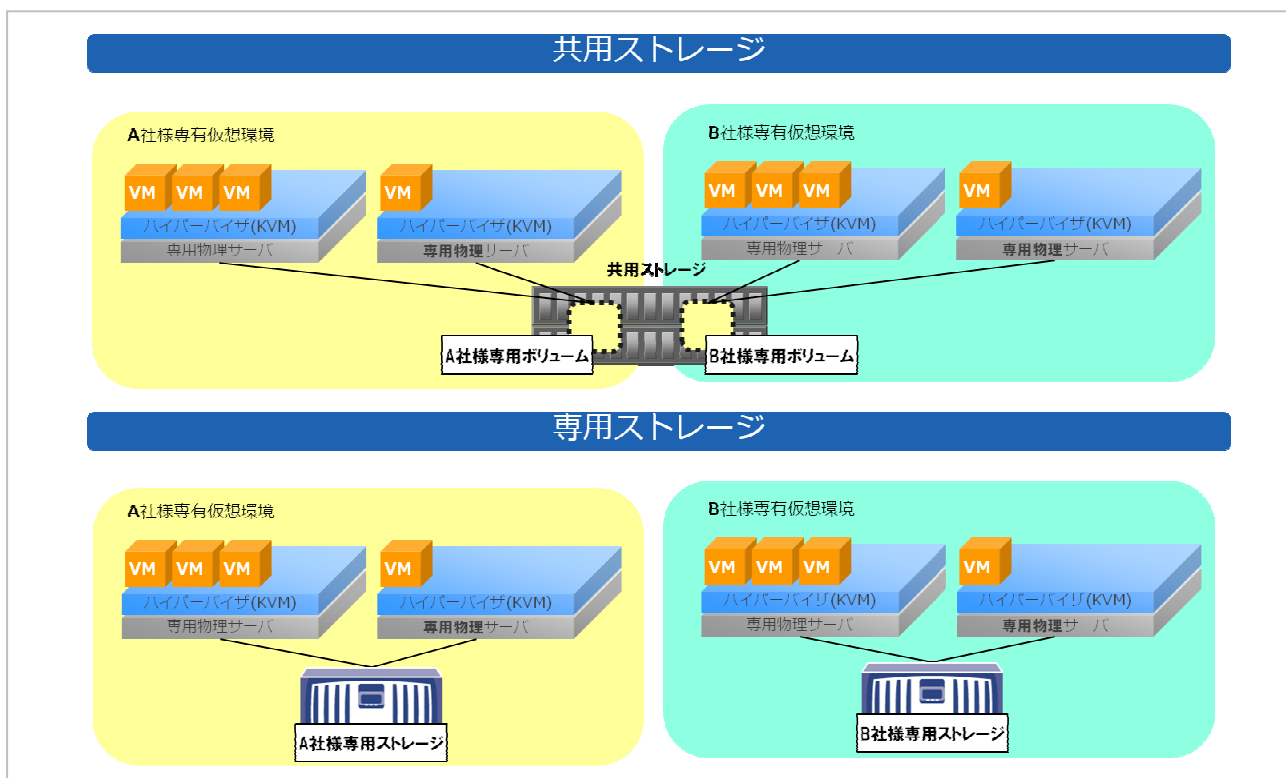 共用ストレージ
A社様専有仮想環境
B社様専有仮想環境
VM VM VM
VM
VM VM VM
VM
ハイパーバイザ(KVM)
ハイパーバイザ(KVM)
ハイパーバイザ(KVM)
ハイパーバイザ(KVM)
専用物理サーバ
専用物理サーバ
専用物理サーバ
専用物理サーバ
共用ストレージ
A社様専用ボリューム
B社様専用ボリューム
専用ストレージ
A社様専有仮想環境
B社様専有仮想環境
VM VM VM
VM
VM VM VM
VM
ハイパーバイザ(KVM)
ハイパーバイザ(KVM)
ハイパーバイザ(KVM)
ハイパーバイザ(KVM)
専用物理サーバ
専用物理サーバ
専用物理サーバ
専用物理サーバ
A社様専用ストレージ
B社様専用ストレージ